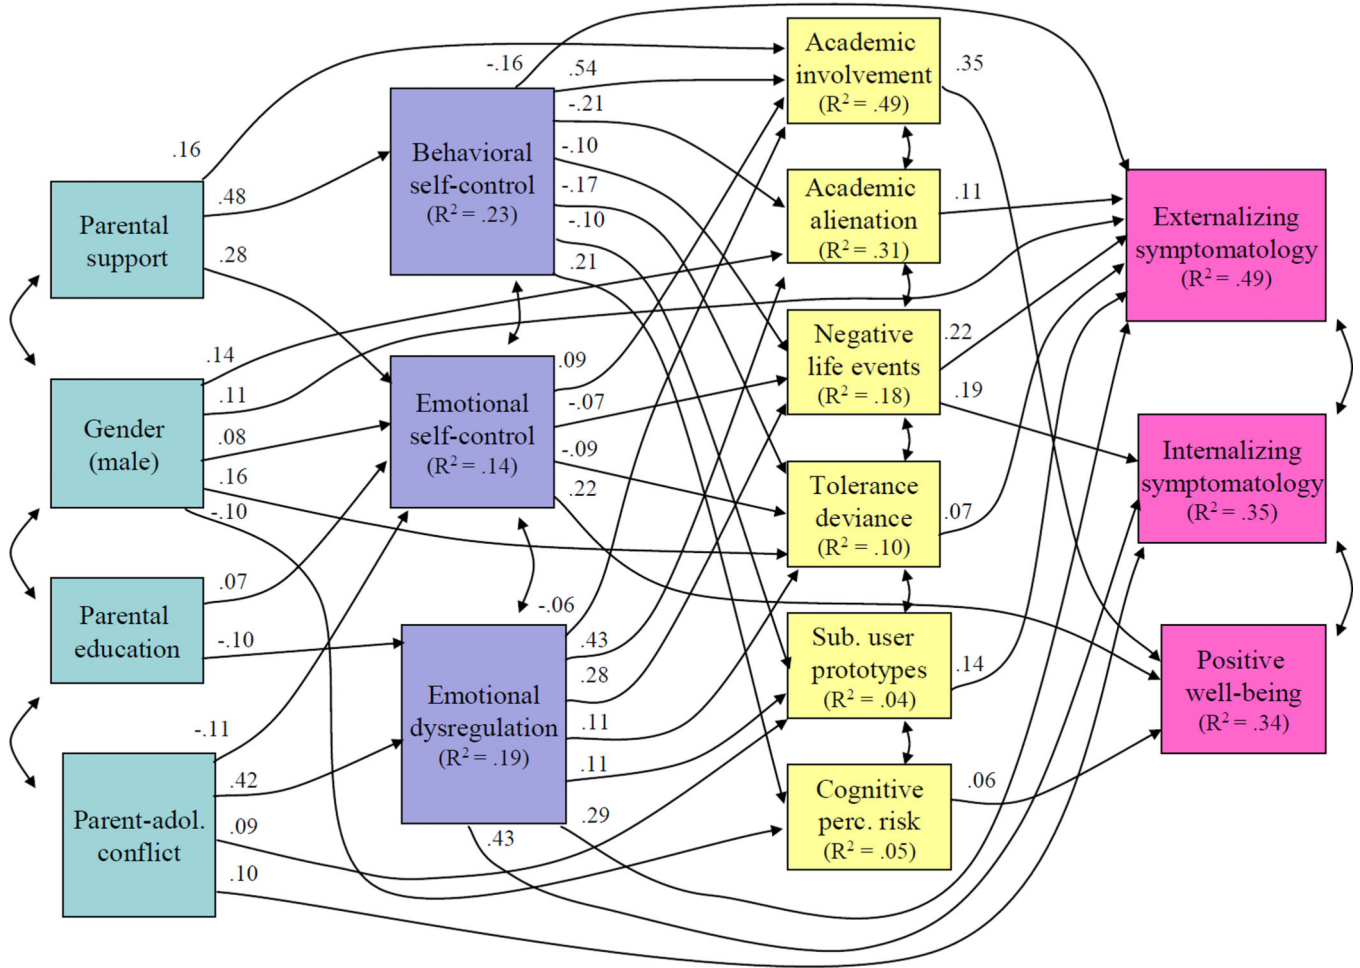 Parental
support
Gender
(male)
Parental
education
Parent-adol.
conflict
.16
.48
.28
.14
.11
.08
.16
-.10
.07
-.10
-.11
.42
.09
.10
Behavioral
self-control
(R² = .23)
Emotional
self-control
(R² = .14)
Emotional
dysregulation
(R² = .19)
-.16
.54
-.21
-.10
-.17
-.10
.21
.09
-.07
-.09
.22
-.06
.43
.28
.11
.11
.29
.43
Academic
involvement
(R² = .49)
Academic
alienation
(R² = .31)
Negative
life events
(R² = .18)
Tolerance
deviance
(R² = .10)
Sub. user
prototypes
(R² = .04)
Cognitive
perc. risk
(R² = .05)
.35
.11
.22
.19
.07
.14
.06
Externalizing
symptomatology
(R² = .49)
Internalizing
symptomatology
(R² = .35)
Positive
well-being
(R² = .34)